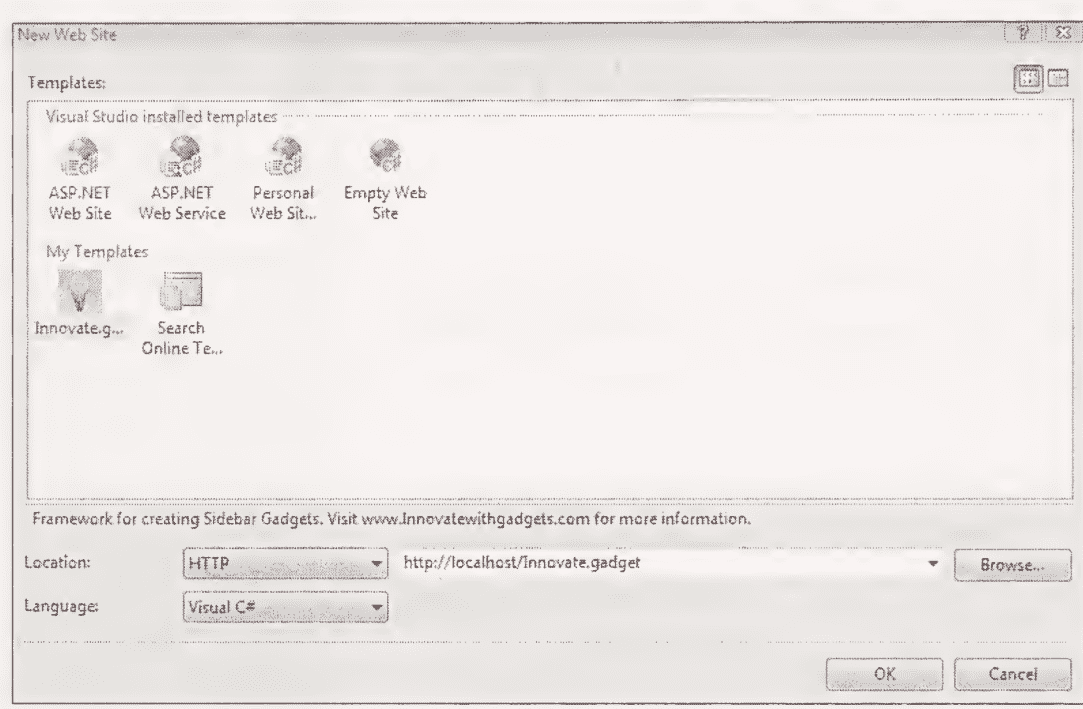 New Web Site
Templates:
Visual Studio installed templates
ASP.NET Web Site
ASP.NET Web Service
Personal Web Sit...
Empty Web Site
My Templates
Innovate.g...
Search Online Te...
Framework for creating Sidebar Gadgets. Visit www.Innovatewithgadgets.com for more information.
Location: HTTP http://localhost/Innovate.gadget Browse...
Language: Visual C#
OK Cancel